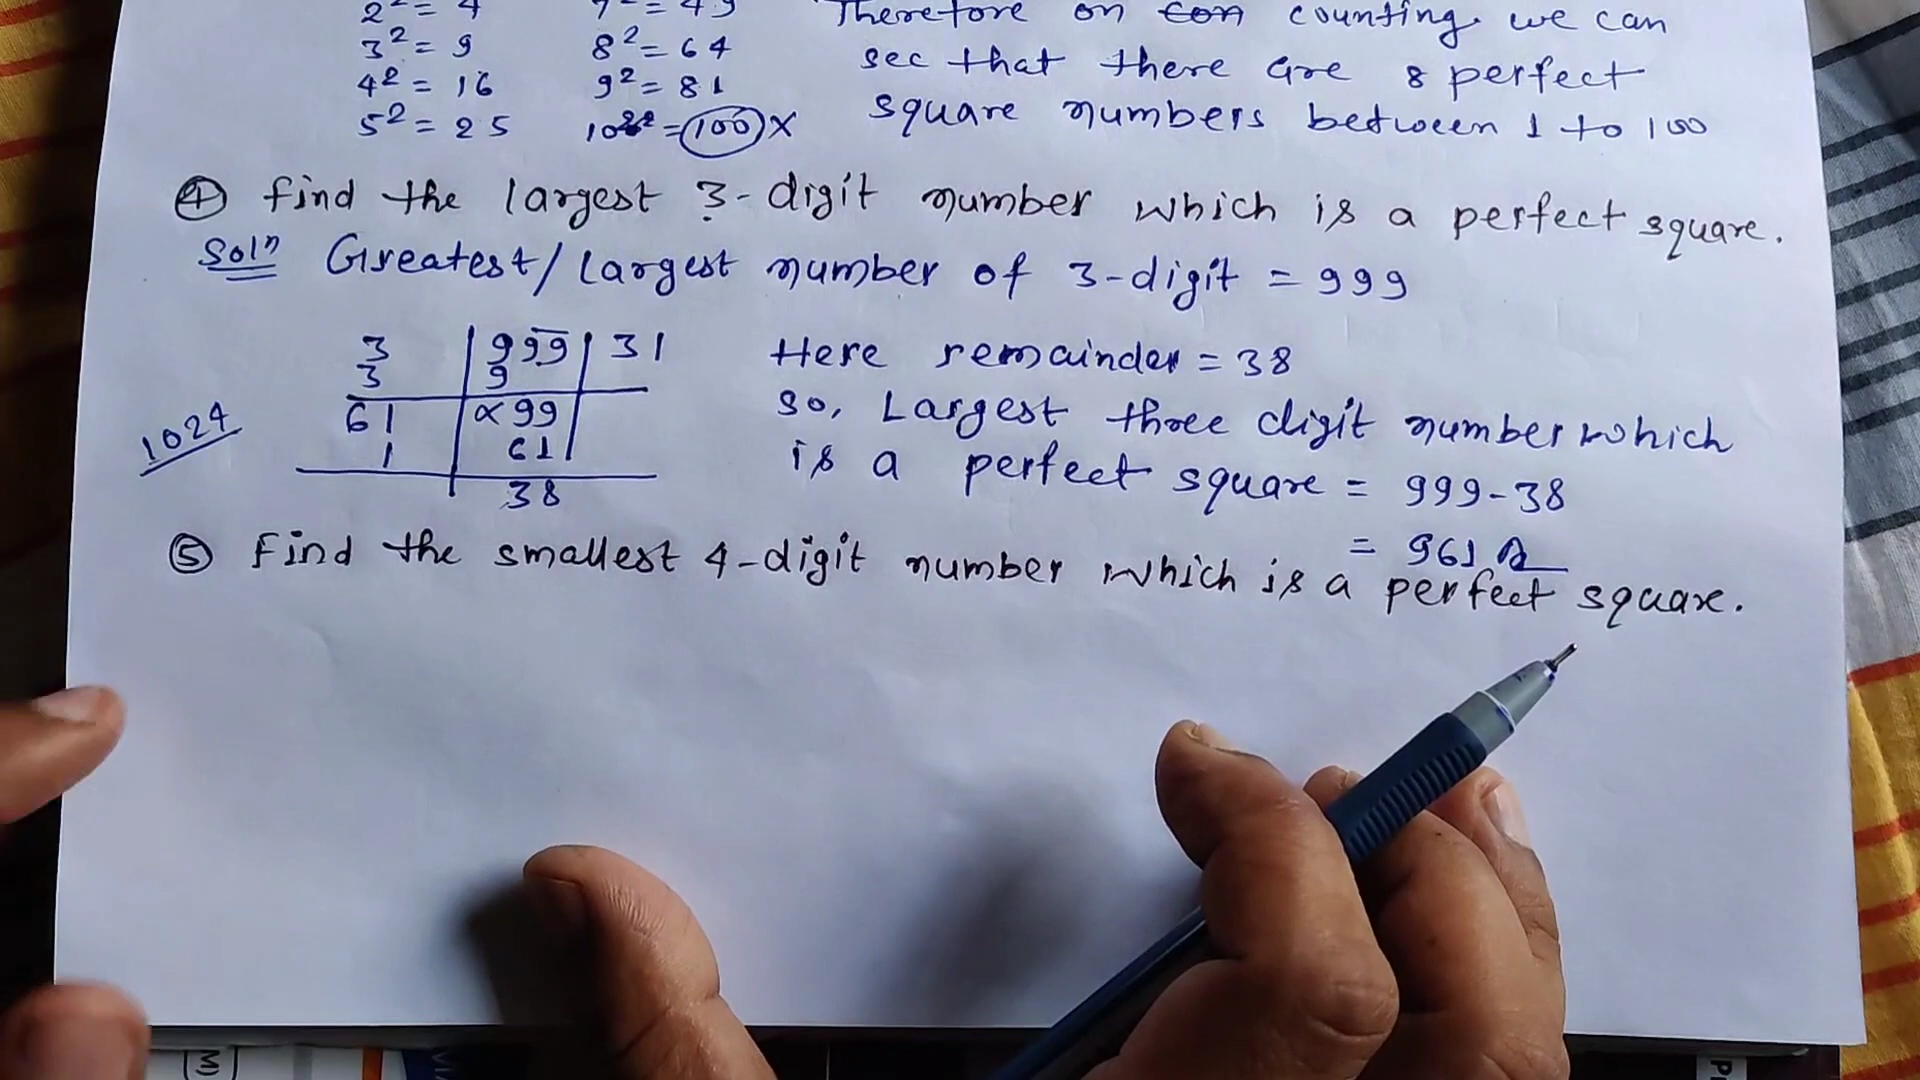 2² = 4 7² = 49 Therefore on con counting we can
3² = 9 8² = 64 see that there are 8 perfect
4² = 16 9² = 81 square numbers between 1 to 100
5² = 25 10² = 100 X
④ find the largest 3-digit number which is a perfect square.
Solⁿ Greatest/largest number of 3-digit = 999
3 999 31 Here remainder = 38
3 9
1024 61 x99 so, Largest three digit number which
1 61 is a perfect square = 999-38
38
= 961
⑤ Find the smallest 4-digit number which is a perfect square.